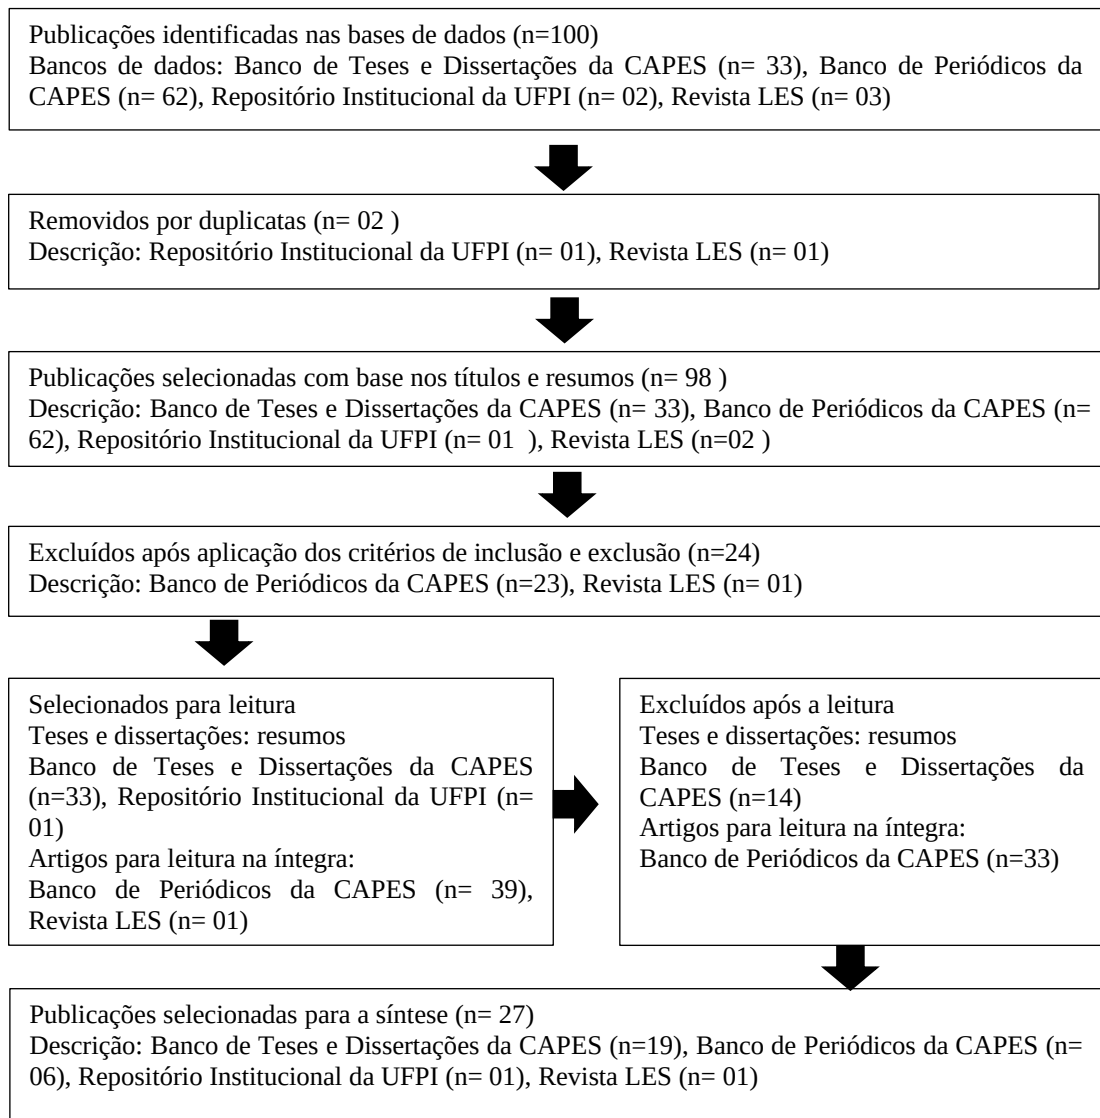 Publicações identificadas nas bases de dados (n=100)
Bancos de dados: Banco de Teses e Dissertações da CAPES (n= 33), Banco de Periódicos da
CAPES (n= 62), Repositório Institucional da UFPI (n= 02), Revista LES (n= 03)
Removidos por duplicatas (n= 02 )
Descrição: Repositório Institucional da UFPI (n= 01), Revista LES (n= 01)
Publicações selecionadas com base nos títulos e resumos (n= 98 )
Descrição: Banco de Teses e Dissertações da CAPES (n= 33), Banco de Periódicos da CAPES (n=
62), Repositório Institucional da UFPI (n= 01 ), Revista LES (n=02 )
Excluídos após aplicação dos critérios de inclusão e exclusão (n=24)
Descrição: Banco de Periódicos da CAPES (n=23), Revista LES (n= 01)
Selecionados para leitura
Teses e dissertações: resumos
Banco de Teses e Dissertações da CAPES
(n=33), Repositório Institucional da UFPI (n=
01)
Artigos para leitura na íntegra:
Banco de Periódicos da CAPES (n= 39),
Revista LES (n= 01)
Excluídos após a leitura
Teses e dissertações: resumos
Banco de Teses e Dissertações da
CAPES (n=14)
Artigos para leitura na íntegra:
Banco de Periódicos da CAPES (n=33)
Publicações selecionadas para a síntese (n= 27)
Descrição: Banco de Teses e Dissertações da CAPES (n=19), Banco de Periódicos da CAPES (n=
06), Repositório Institucional da UFPI (n= 01), Revista LES (n= 01)